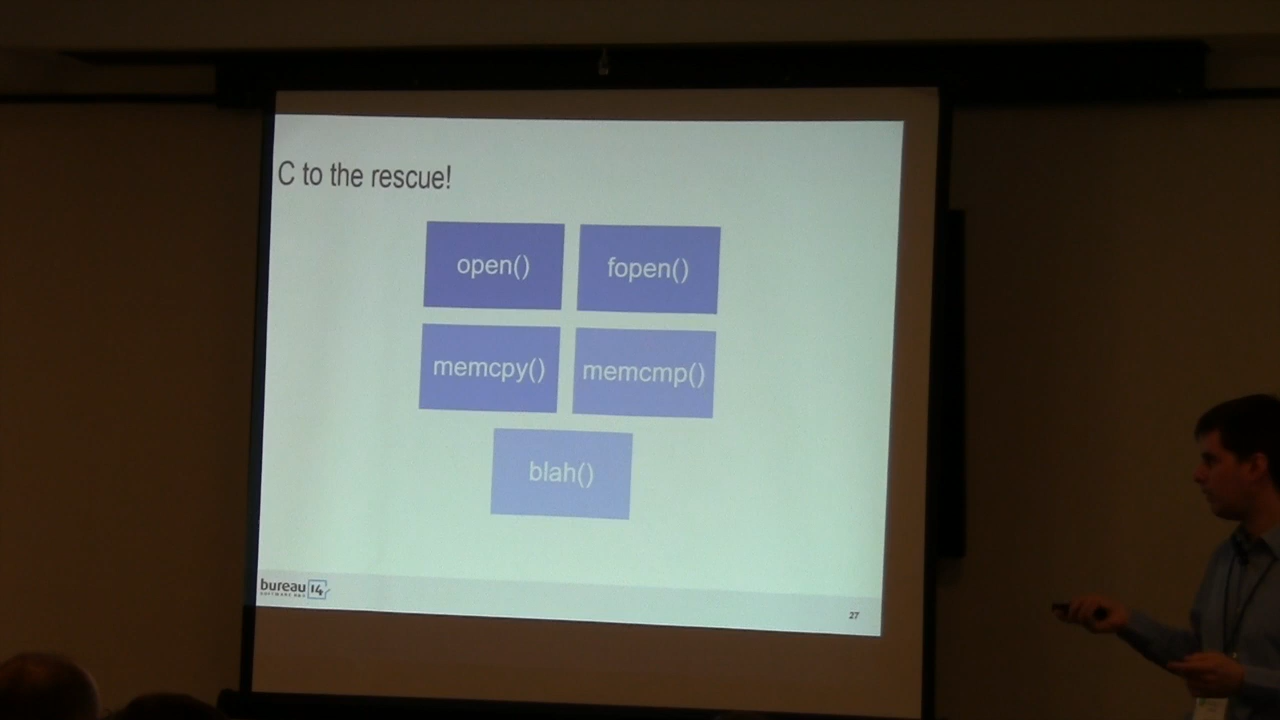 C to the rescue!
open()
fopen()
memcpy()
memcmp()
blah()
bureau 14
27